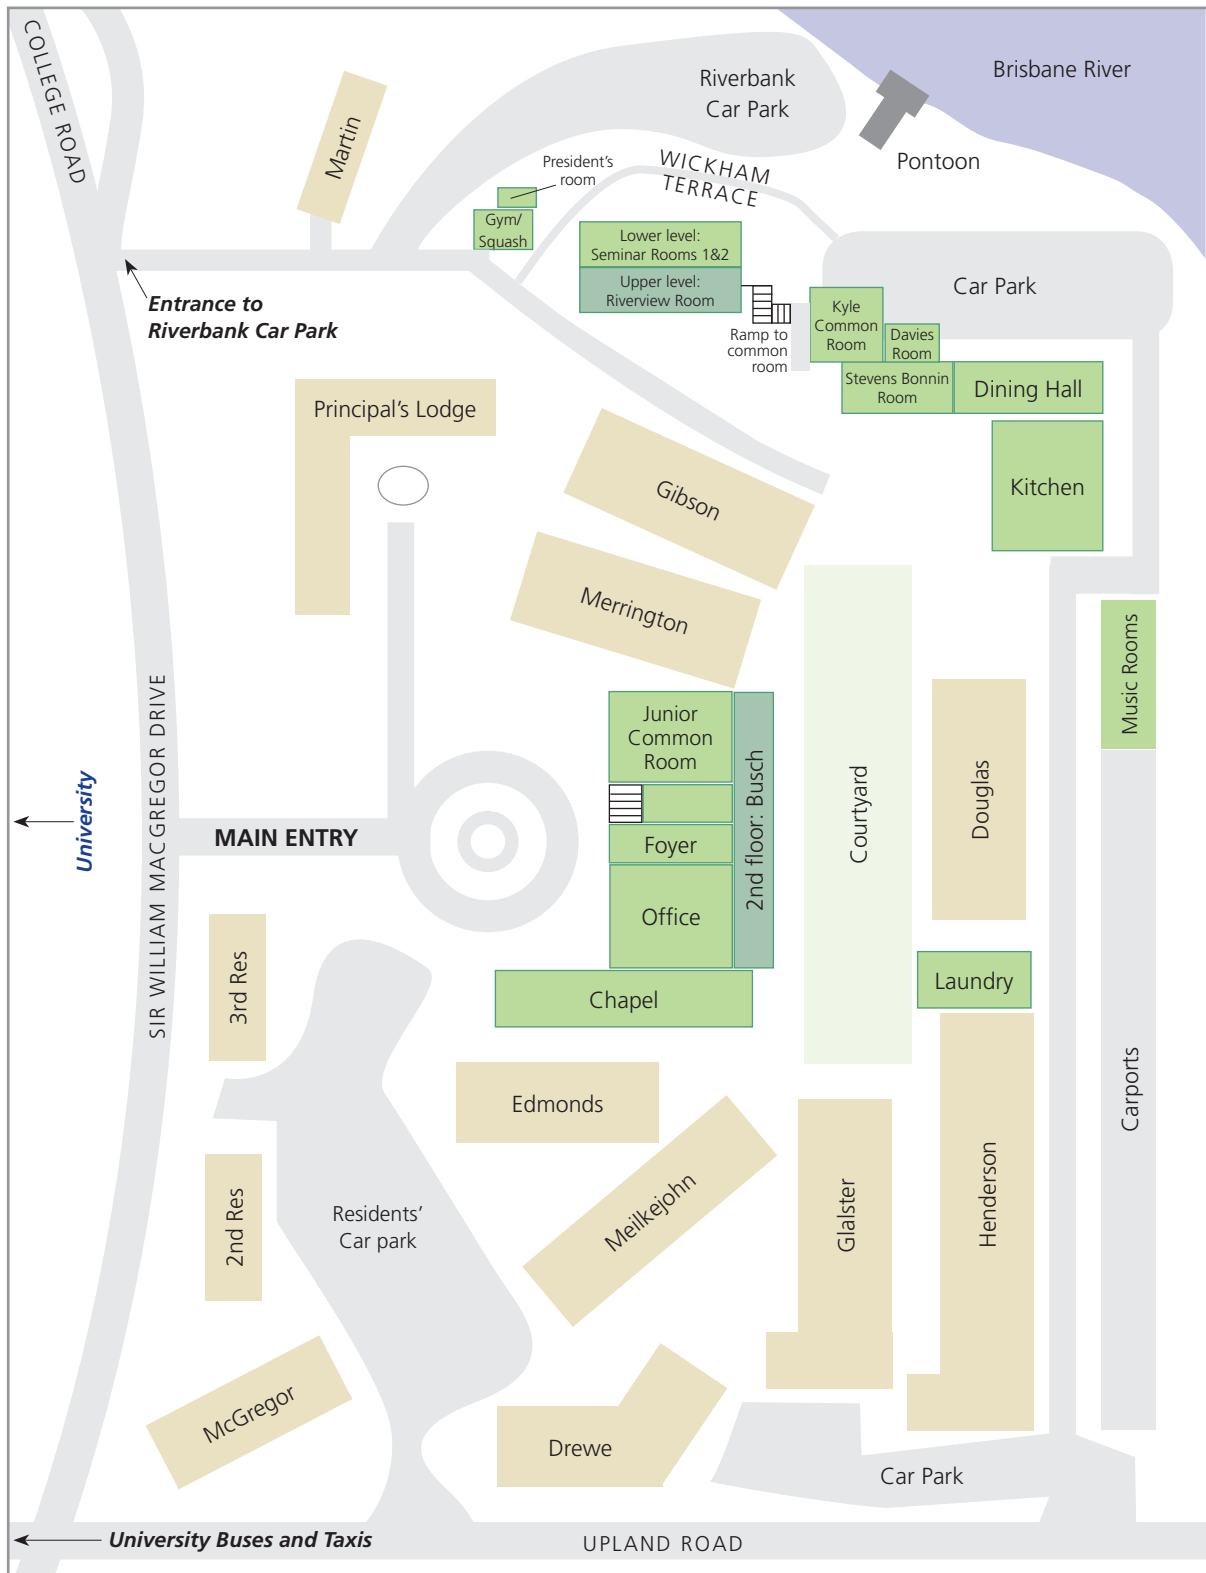 COLLEGE ROAD
Riverbank
Car Park
Brisbane River
Martin
Pontoon
WICKHAM
TERRACE
President's
room
Gym/
Squash
Lower level:
Seminar Rooms 1&2
Upper level:
Riverview Room
Car Park
Entrance to
Riverbank Car Park
Kyle
Common
Room
Davies
Room
Ramp to
common
room
Stevens Bonnin
Room
Dining Hall
Principal's Lodge
Gibson
Kitchen
Merrington
Music Rooms
SIR WILLIAM MACGREGOR DRIVE
Junior
Common
Room
2nd floor: Busch
Courtyard
Douglas
University
MAIN ENTRY
Foyer
Office
3rd Res
Chapel
Laundry
Carports
Edmonds
Meilkejohn
Glalster
Henderson
2nd Res
Residents'
Car park
McGregor
Drewe
Car Park
University Buses and Taxis
UPLAND ROAD